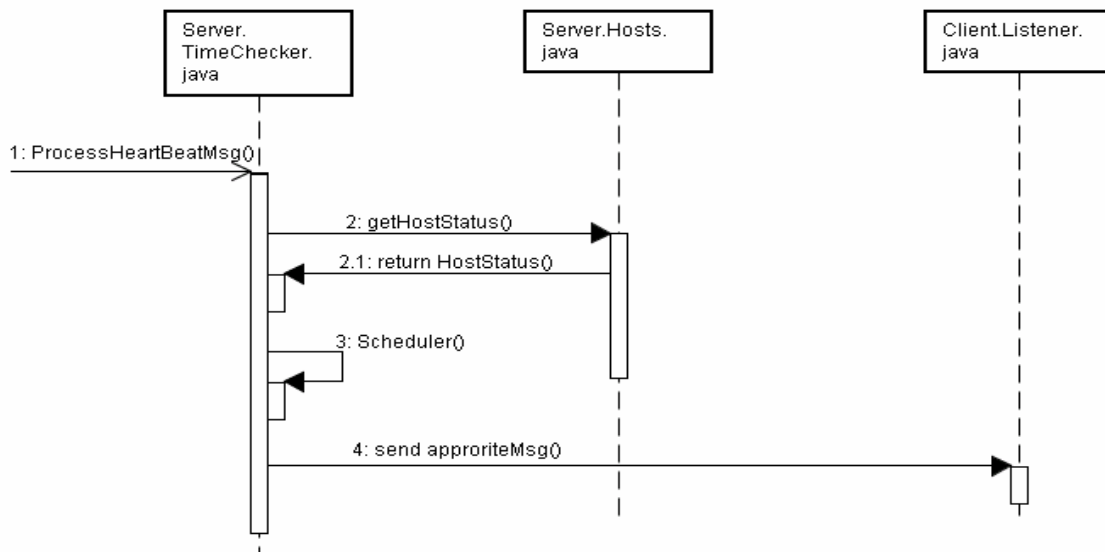 Server.
TimeChecker.
java
Server.Hosts.
java
Client.Listener.
java
1: ProcessHeartBeatMsg()
2: getHostStatus()
2.1: return HostStatus()
3: Scheduler()
4: send approriteMsg()